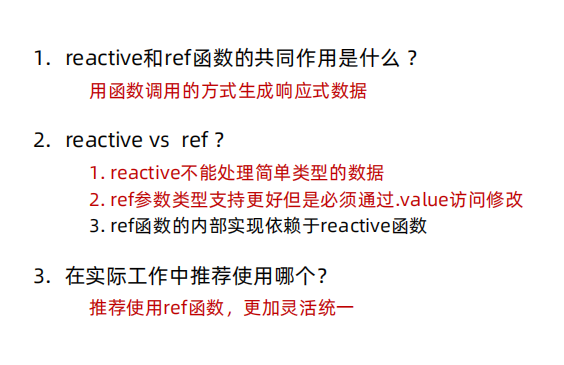 1. reactive和ref函数的共同作用是什么？
用函数调用的方式生成响应式数据
2. reactive vs ref？
1. reactive不能处理简单类型的数据
2. ref参数类型支持更好但是必须通过.value访问修改
3. ref函数的内部实现依赖于reactive函数
3. 在实际工作中推荐使用哪个？
推荐使用ref函数，更加灵活统一